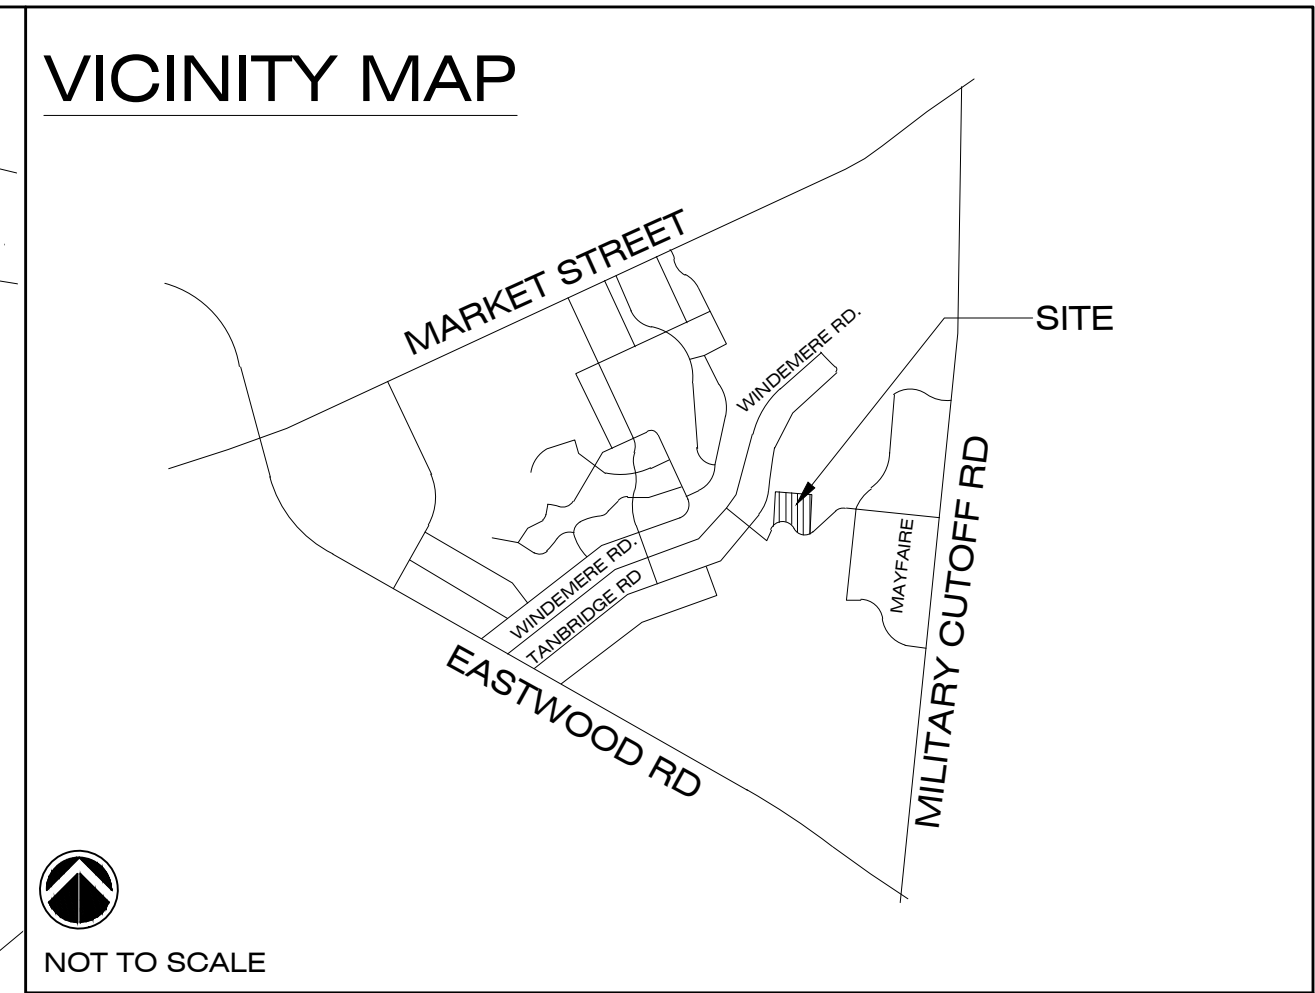 VICINITY MAP
MARKET STREET
WINDEMERE RD.
SITE
MILITARY CUTOFF RD
MAYFAIRE
WINDEMERE RD.
TANBRIDGE RD
EASTWOOD RD
NOT TO SCALE